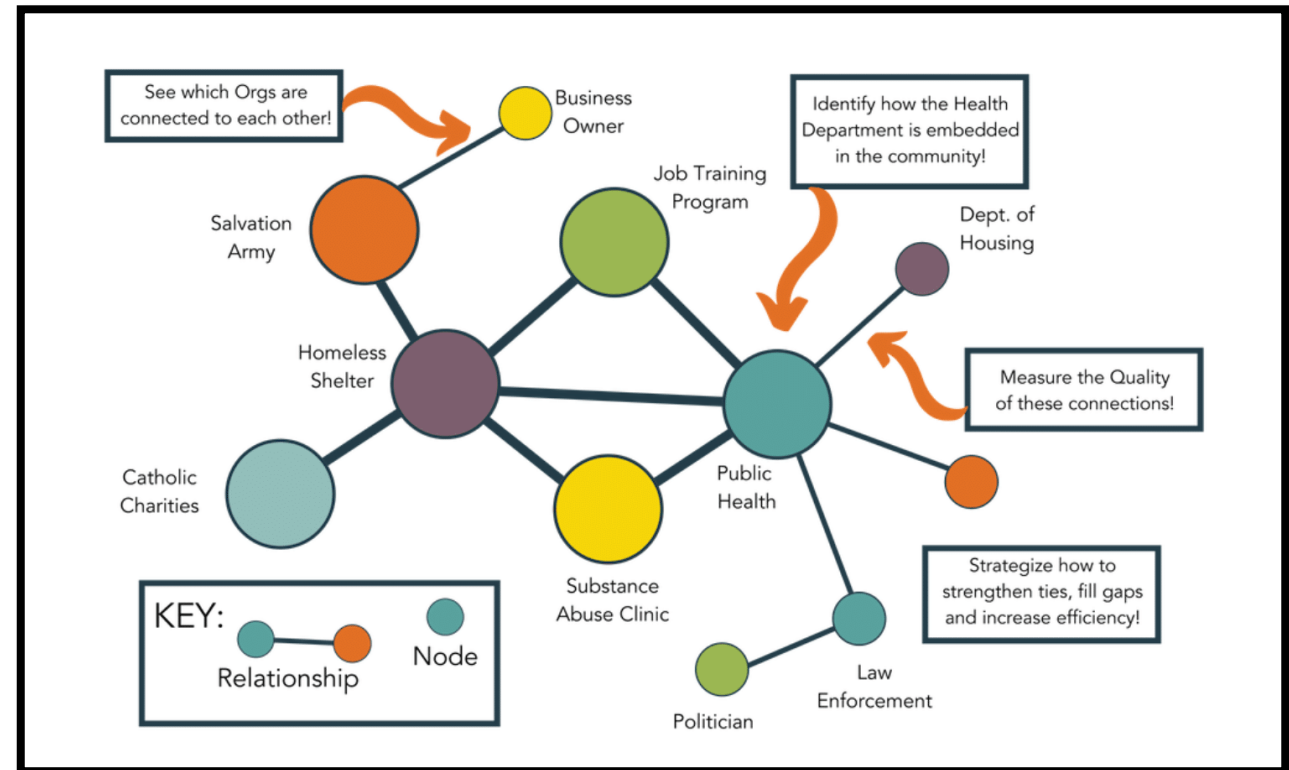 See which Orgs are
connected to each other!
Business
Owner
Identify how the Health
Department is embedded
in the community!
Job Training
Program
Salvation
Army
Dept. of
Housing
Homeless
Shelter
Measure the Quality
of these connections!
Catholic
Charities
Public
Health
Substance
Abuse Clinic
Strategize how to
strengthen ties, fill gaps
and increase efficiency!
KEY:
Relationship
Node
Law
Enforcement
Politician